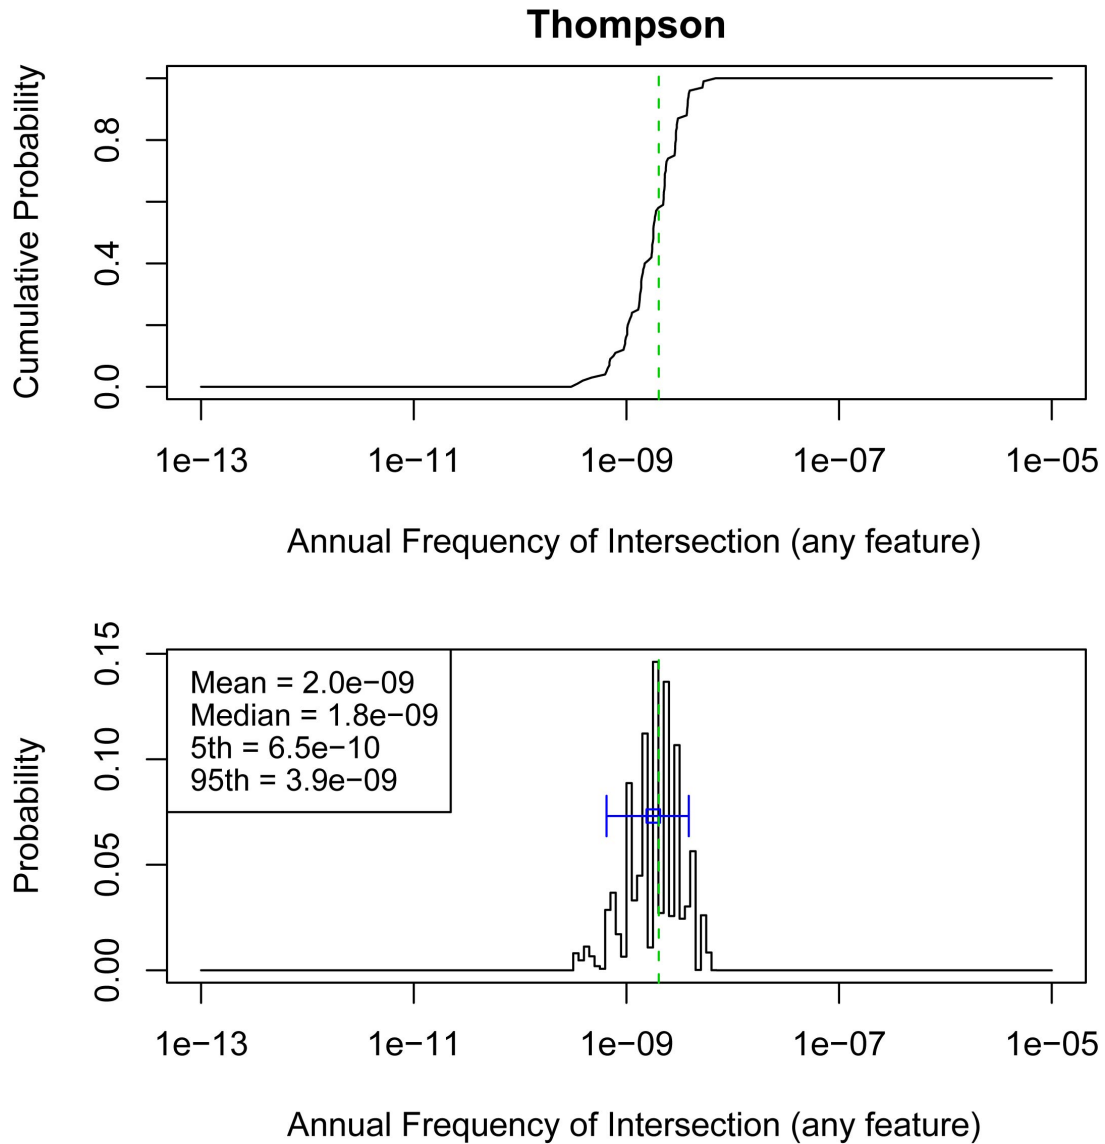 Thompson
Cumulative Probability
0.8
0.4
0.0
1e−13 1e−11 1e−09 1e−07 1e−05
Annual Frequency of Intersection (any feature)
Probability
0.15
0.10
0.05
0.00
Mean = 2.0e−09
Median = 1.8e−09
5th = 6.5e−10
95th = 3.9e−09
1e−13 1e−11 1e−09 1e−07 1e−05
Annual Frequency of Intersection (any feature)